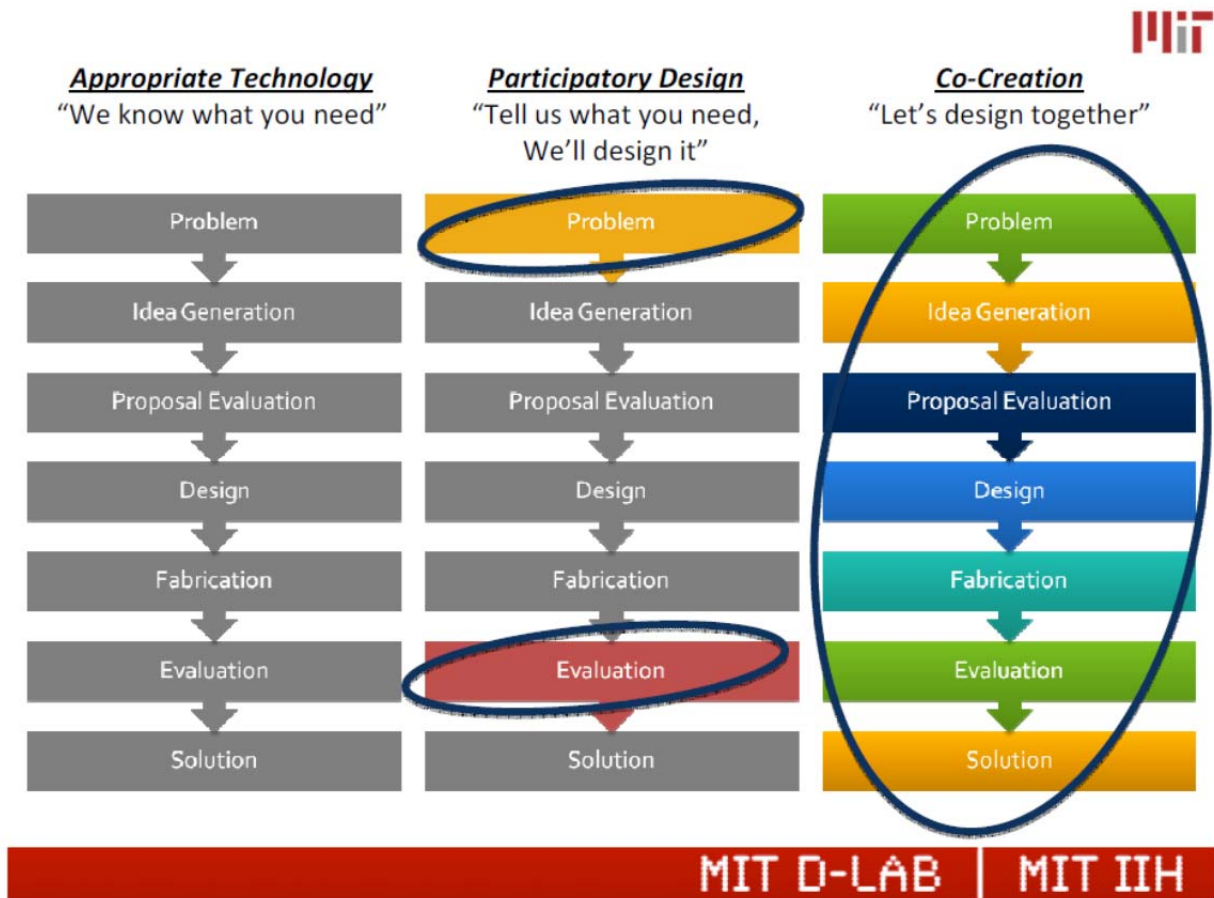 MIT
Appropriate Technology
“We know what you need”
Problem
Idea Generation
Proposal Evaluation
Design
Fabrication
Evaluation
Solution
Participatory Design
“Tell us what you need,
We’ll design it”
Problem
Idea Generation
Proposal Evaluation
Design
Fabrication
Evaluation
Solution
Co-Creation
“Let’s design together”
Problem
Idea Generation
Proposal Evaluation
Design
Fabrication
Evaluation
Solution
MIT D-LAB | MIT IIH